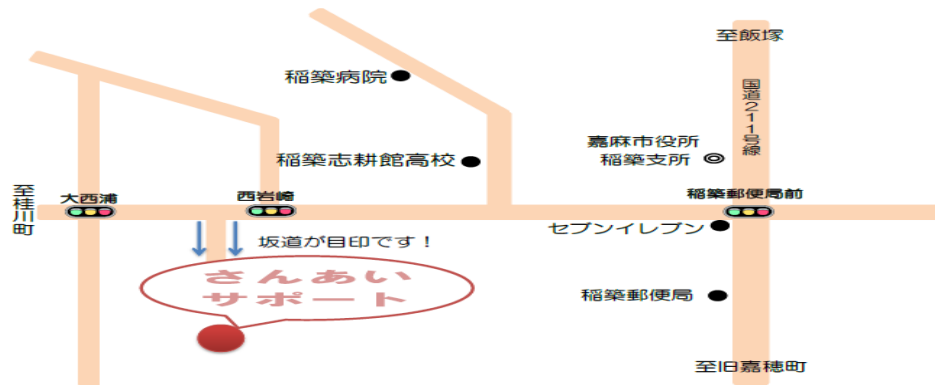 至飯塚
国道211号線
稲築病院
嘉麻市役所
稲築支所
稲築志耕館高校
至桂川町
大西浦
西岩崎
稲築郵便局前
セブンイレブン
坂道が目印です！
さんあい
サポート
稲築郵便局
至旧嘉穂町